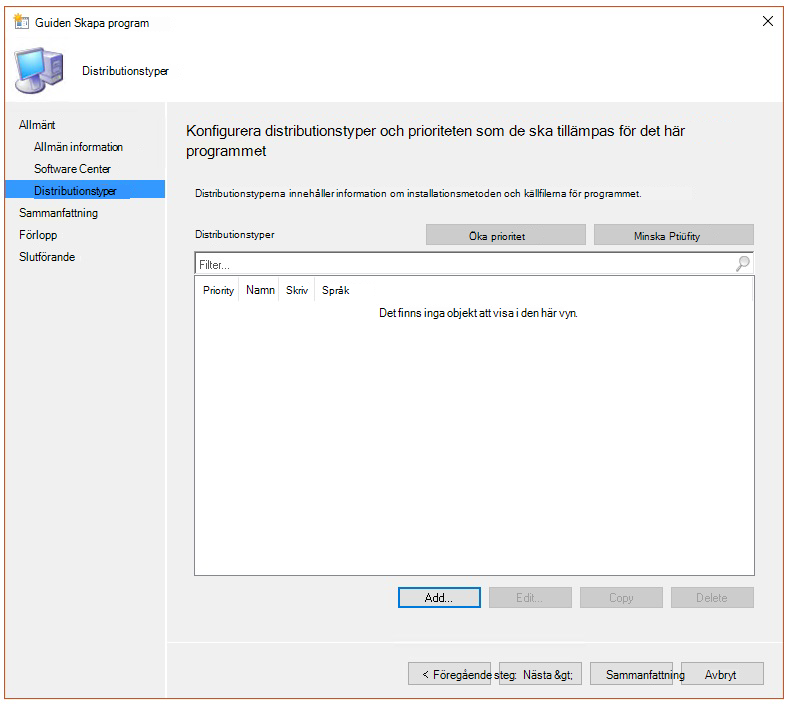 Guiden Skapa program
Distributionstyper
Allmänt
Allmän information
Software Center
Distributionstyper
Sammanfattning
Förlopp
Slutförande
Konfigurera distributionstyper och prioriteten som de ska tillämpas för det här
programmet
Distributionstyperna innehåller information om installationsmetoden och källfilerna för programmet.
Distributionstyper
Oka prioritet
Minska Ptiüfity
Filter...
Priority Namn Skriv Språk
Det finns inga objekt att visa i den här vyn.
Add...
Edit...
Copy
Delete
< Föregående steg: Nästa &gt;
Sammanfattning
Avbryt